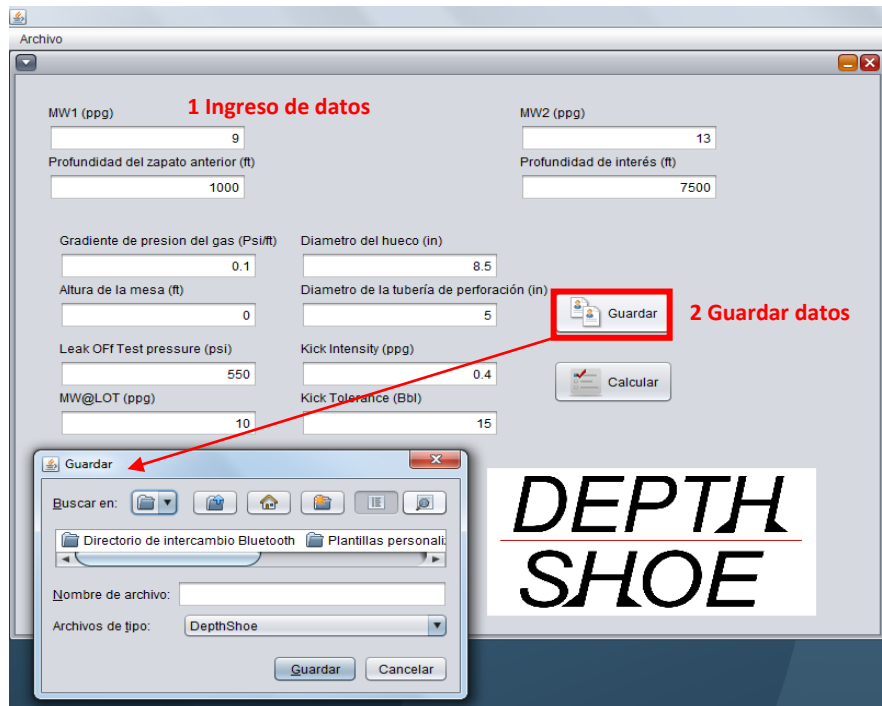 Archivo
1 Ingreso de datos
MW1 (ppg)
9
MW2 (ppg)
13
Profundidad del zapato anterior (ft)
1000
Profundidad de interés (ft)
7500
Gradiente de presion del gas (Psi/ft)
0.1
Diametro del hueco (in)
8.5
Altura de la mesa (ft)
0
Diametro de la tubería de perforación (in)
5
Guardar
2 Guardar datos
Leak OFf Test pressure (psi)
550
Kick Intensity (ppg)
0.4
Calcular
MW@LOT (ppg)
10
Kick Tolerance (Bbl)
15
Guardar
Buscar en:
Directorio de intercambio Bluetooth
Plantillas personali
Nombre de archivo:
Archivos de tipo:
DepthShoe
Guardar
Cancelar
DEPTH
SHOE